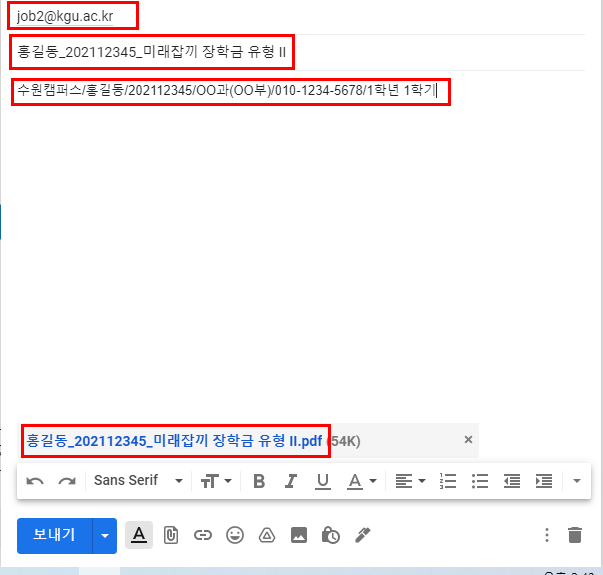 job2@kgu.ac.kr
홍길동_202112345_미래잡끼 장학금 유형 II
수원캠퍼스/홍길동/202112345/OO과(OO부)/010-1234-5678/1학년 1학기
홍길동_202112345_미래잡끼 장학금 유형 II.pdf (54K)
Sans Serif
보내기